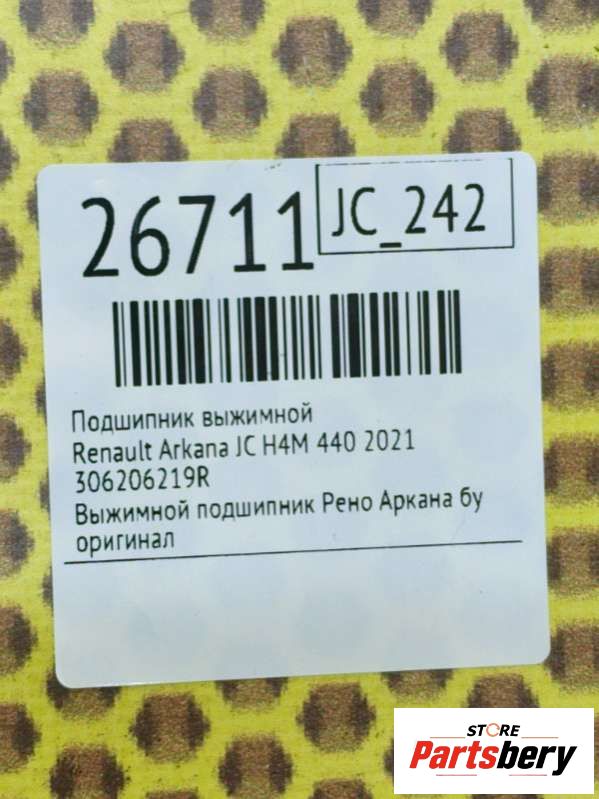 26711
JC_242
Подшипник выжимной
Renault Arkana JC H4M 440 2021
306206219R
Выжимной подшипник Рено Аркана бу
оригинал
STORE
Partsbery